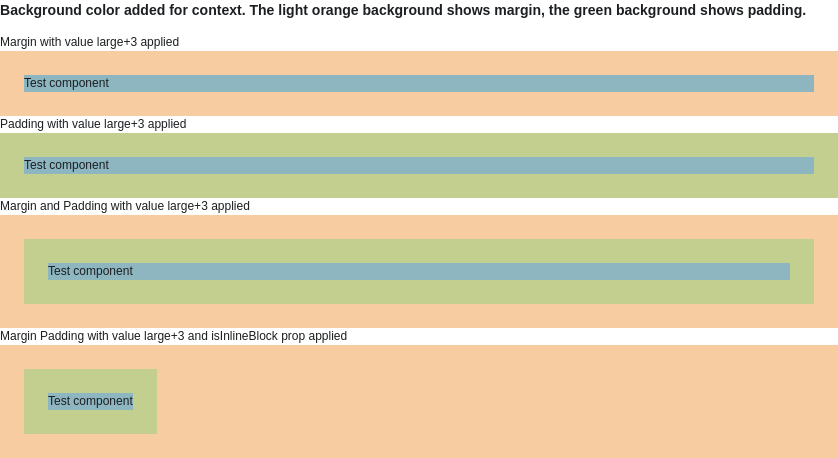 Background color added for context. The light orange background shows margin, the green background shows padding.
Margin with value large+3 applied
Test component
Padding with value large+3 applied
Test component
Margin and Padding with value large+3 applied
Test component
Margin Padding with value large+3 and isInlineBlock prop applied
Test component